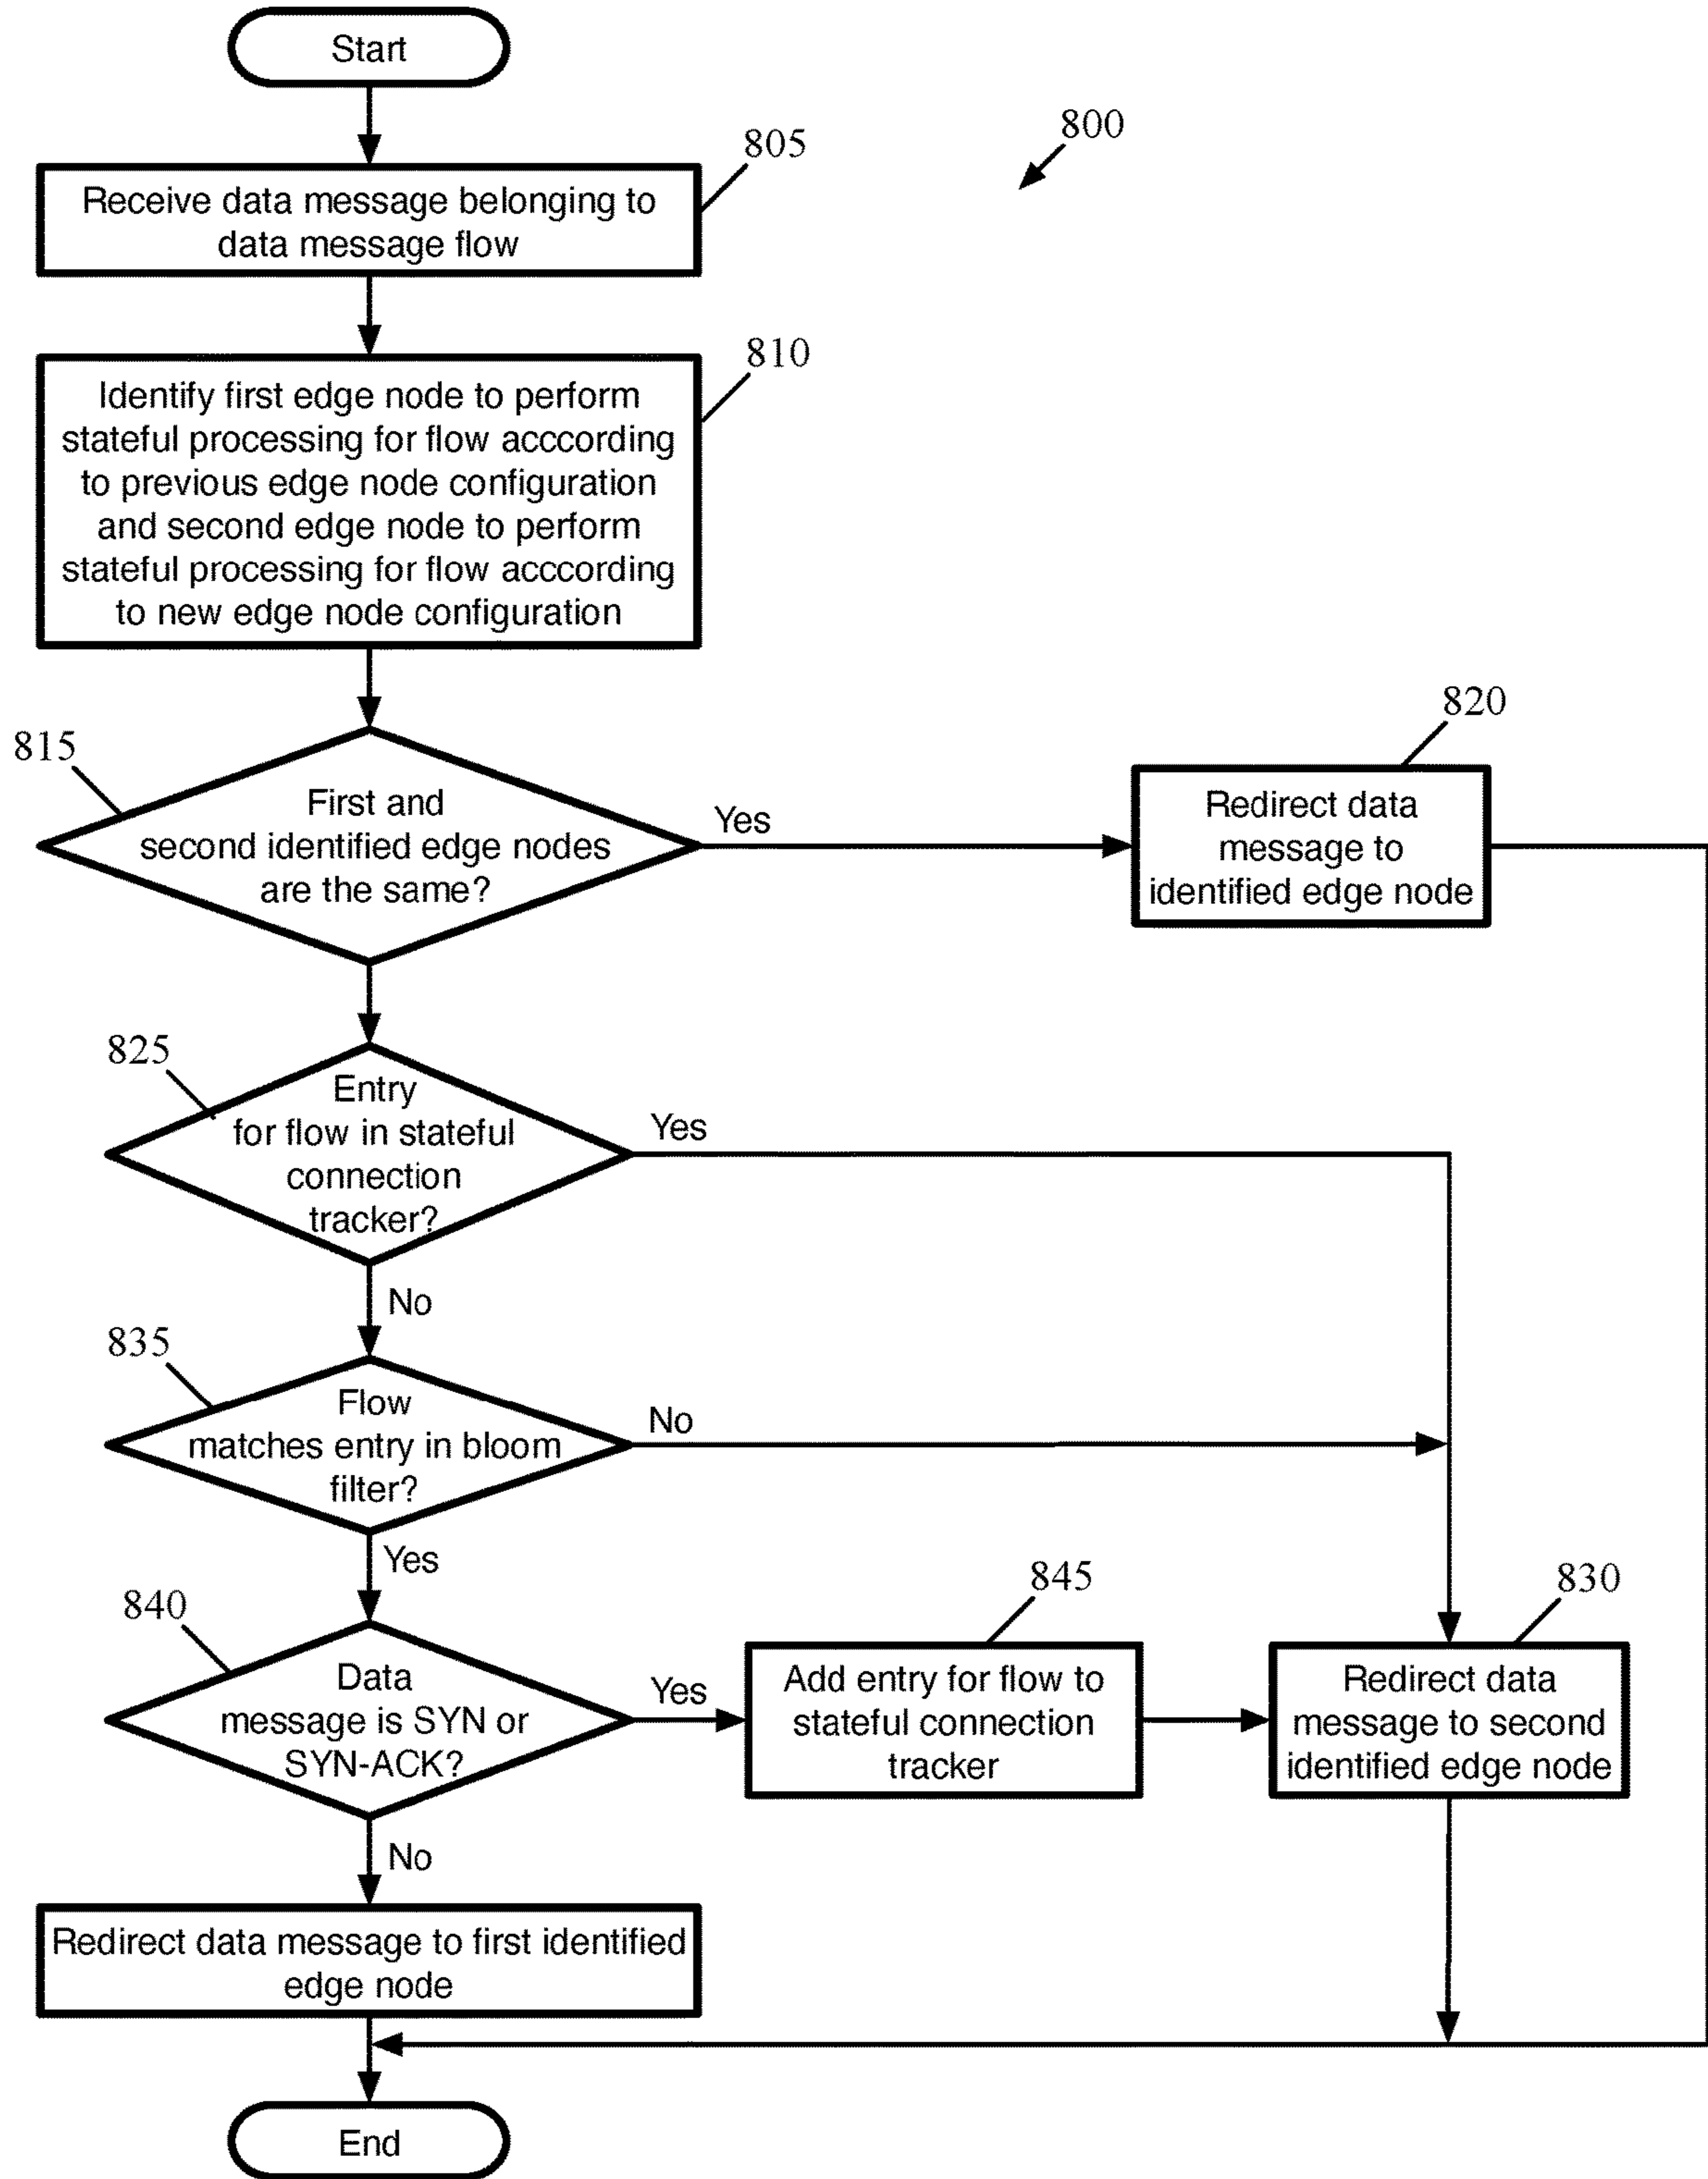 Start
800
805
Receive data message belonging to
data message flow
810
Identify first edge node to perform
stateful processing for flow acccording
to previous edge node configuration
and second edge node to perform
stateful processing for flow acccording
to new edge node configuration
815
First and
second identified edge nodes
are the same?
Yes
820
Redirect data
message to
identified edge node
825
Entry
for flow in stateful
connection
tracker?
Yes
No
835
Flow
matches entry in bloom
filter?
No
Yes
840
Data
message is SYN or
SYN-ACK?
Yes
845
Add entry for flow to
stateful connection
tracker
830
Redirect data
message to second
identified edge node
No
Redirect data message to first identified
edge node
End